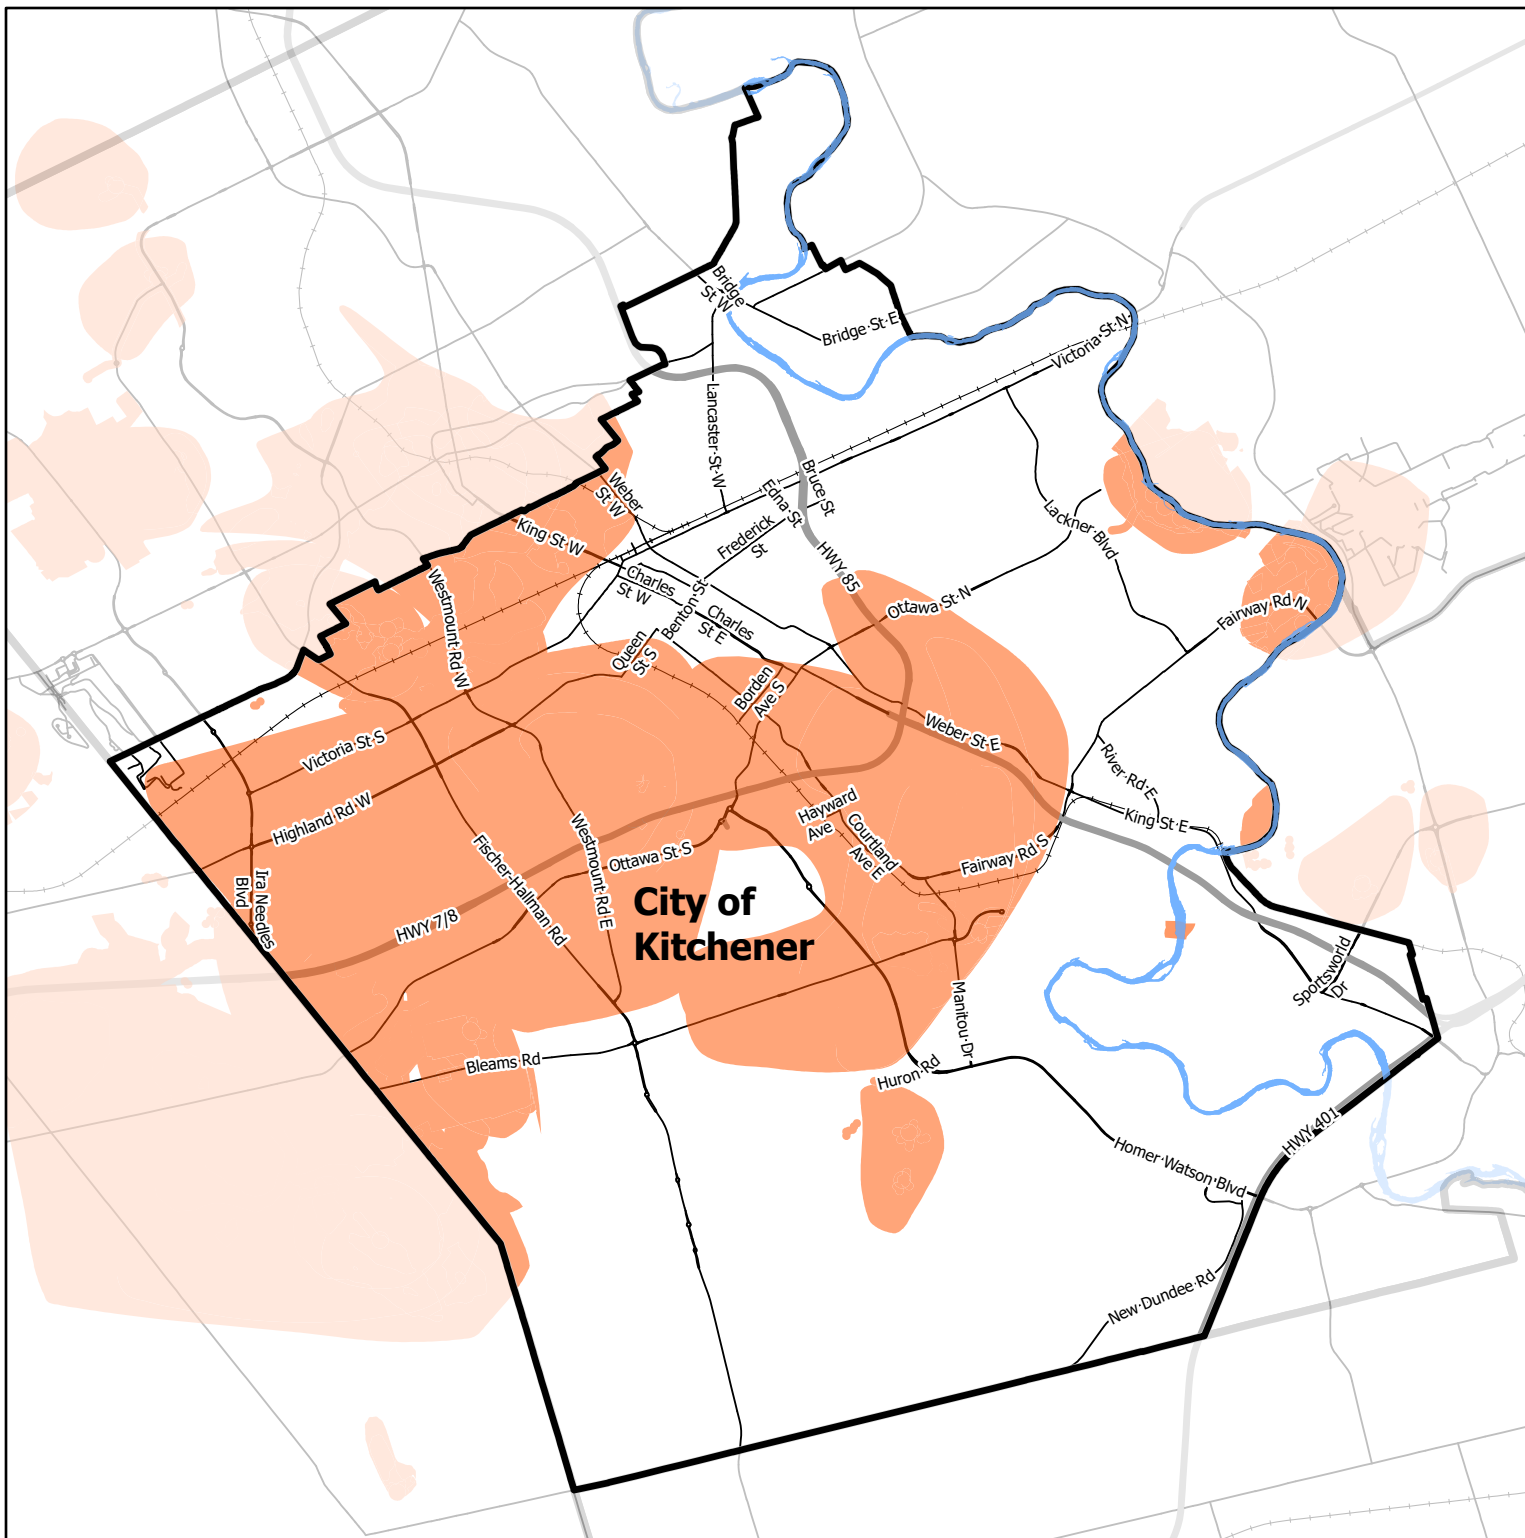 Bridge
St W
Bridge St E
Victoria St N
Lancaster St W
Bruce St
Edna St
Weber
St W
Frederick
St
King St W
HWY 85
Lackner Blvd
Charles
St W
Benton St
Charles
St E
Ottawa St N
Fairway Rd N
Westmount Rd W
Queen
St S
Borden
Ave S
Weber St E
Victoria St S
River Rd E
Highland Rd W
King St E
Hayward
Ave
Courtland
Ave E
Fischer-Hallman Rd
Westmount Rd E
Ottawa St S
Fairway Rd S
Ira Needles
Blvd
City of
Kitchener
HWY 7/8
Sportsworld
Dr
Manitou Dr
Bleams Rd
Huron Rd
HWY 401
Homer Watson Blvd
New Dundee Rd